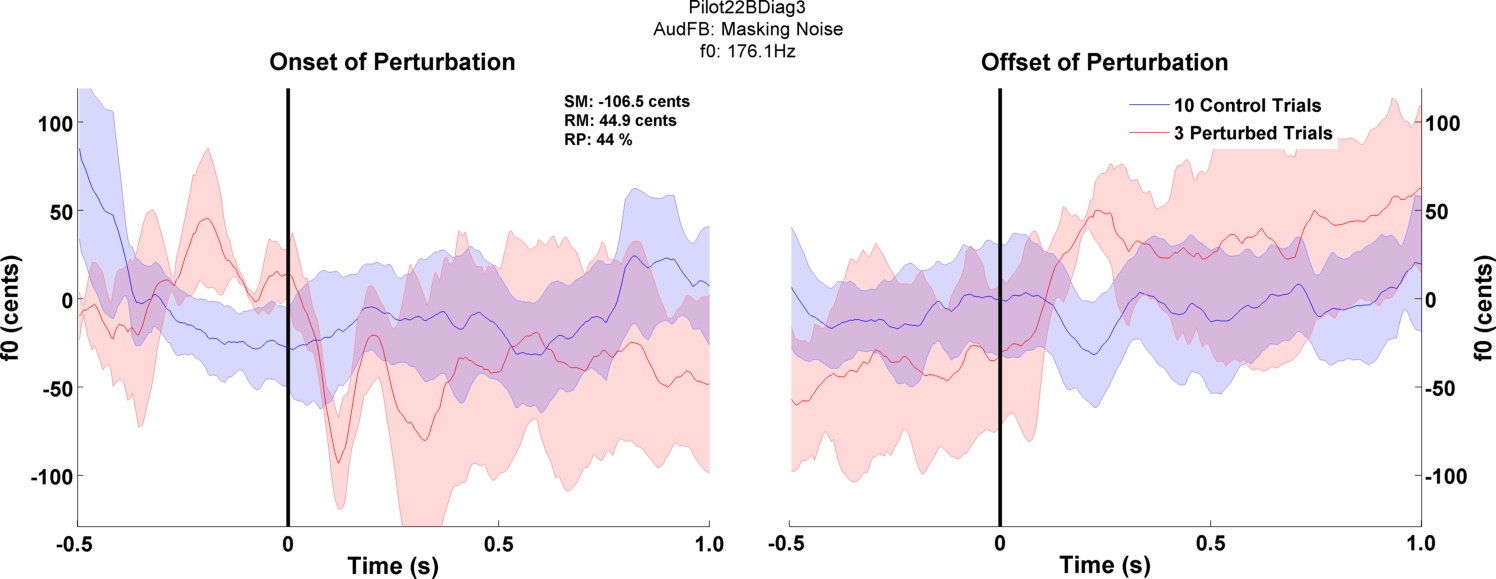 Pilot22BDiag3
AudFB: Masking Noise
f0: 176.1Hz
Onset of Perturbation
SM: -106.5 cents
RM: 44.9 cents
RP: 44 %
f0 (cents)
100
50
0
-50
-100
-0.5
0
0.5
1.0
Time (s)
Offset of Perturbation
10 Control Trials
3 Perturbed Trials
100
50
0
-50
-100
f0 (cents)
-0.5
0
0.5
1.0
Time (s)